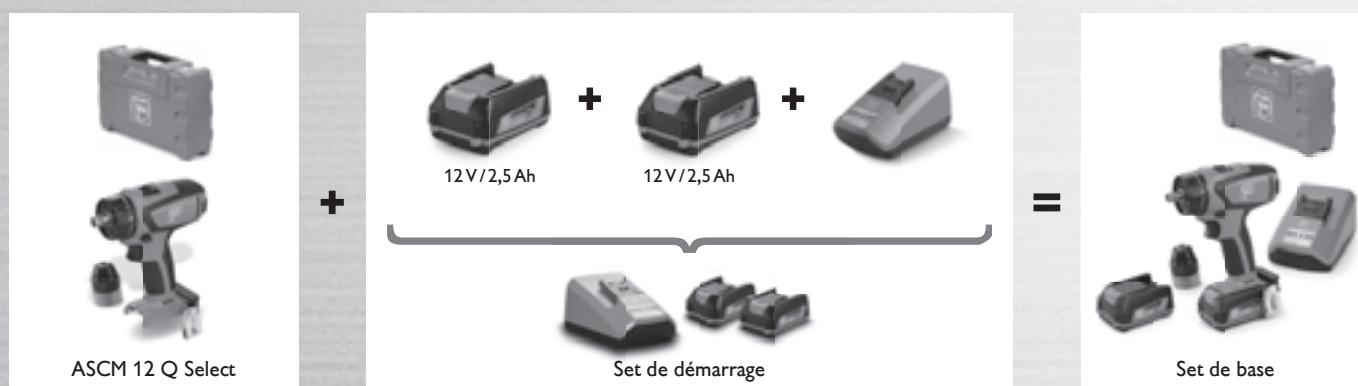 +
+
12 V / 2,5 Ah
12 V / 2,5 Ah
+
=
ASCM 12 Q Select
Set de démarrage
Set de base